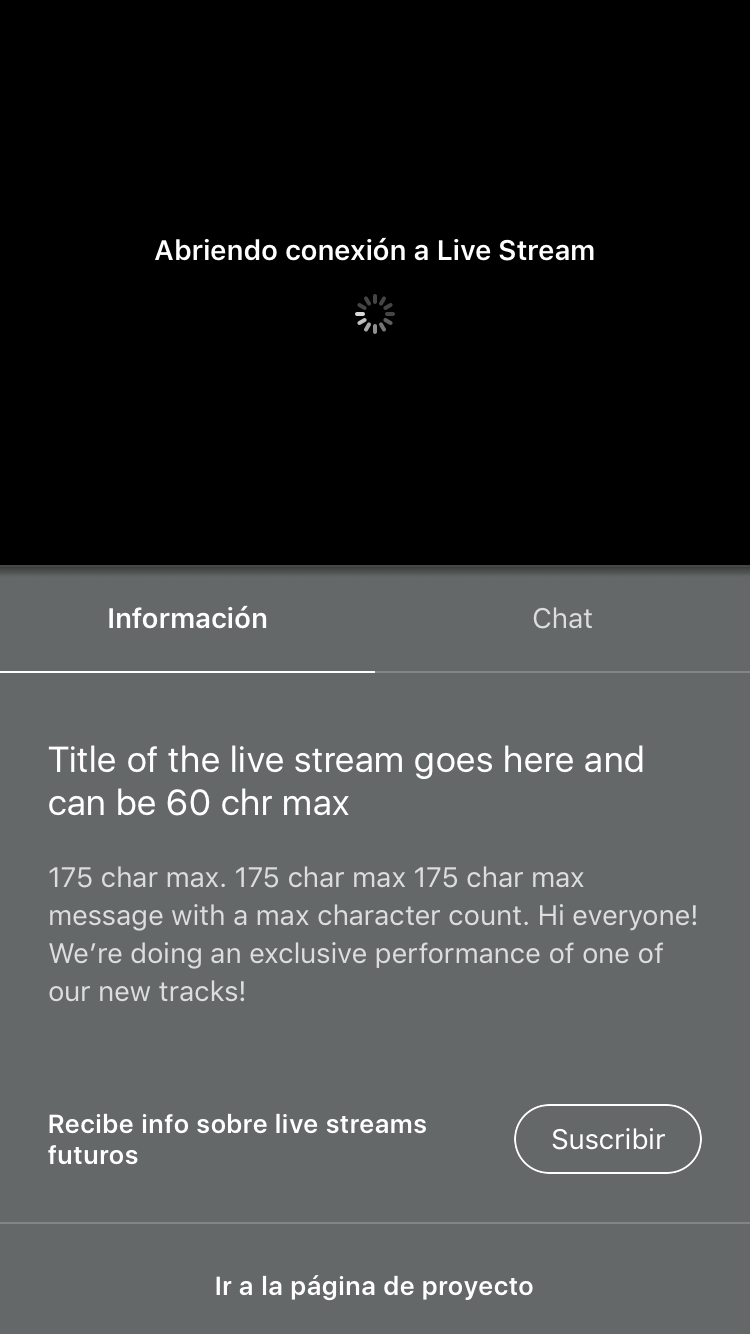 Abriendo conexión a Live Stream
Información
Chat
Title of the live stream goes here and
can be 60 chr max
175 char max. 175 char max 175 char max
message with a max character count. Hi everyone!
We’re doing an exclusive performance of one of
our new tracks!
Recibe info sobre live streams
futuros
Suscribir
Ir a la página de proyecto